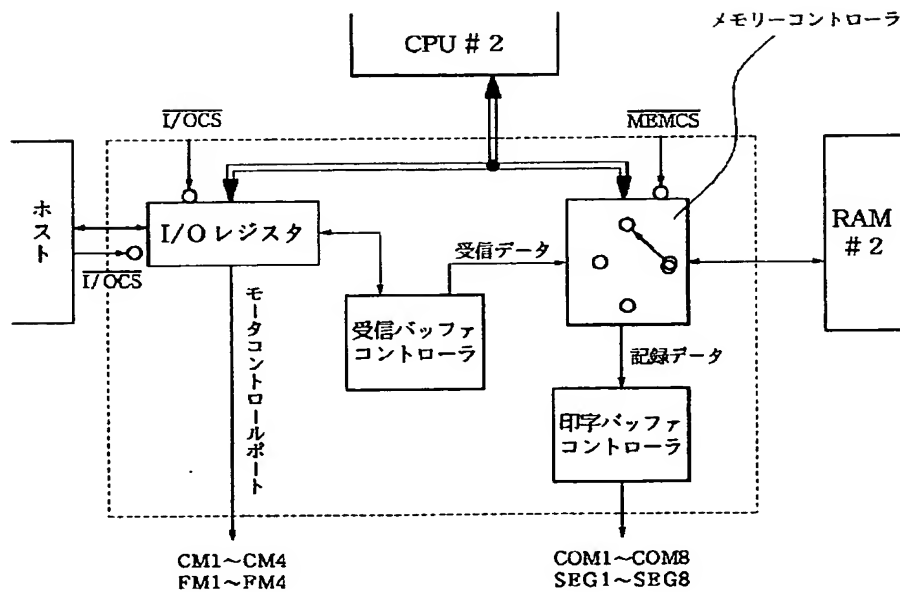 メモリーコントローラ
CPU # 2
I/OCS
MEMCS
ホスト
I/O レジスタ
I/OCS
受信データ
RAM
# 2
受信バッファ
コントローラ
モータコントロールポート
記録データ
印字バッファ
コントローラ
CM1～CM4
FM1～FM4
COM1～COM8
SEG1～SEG8